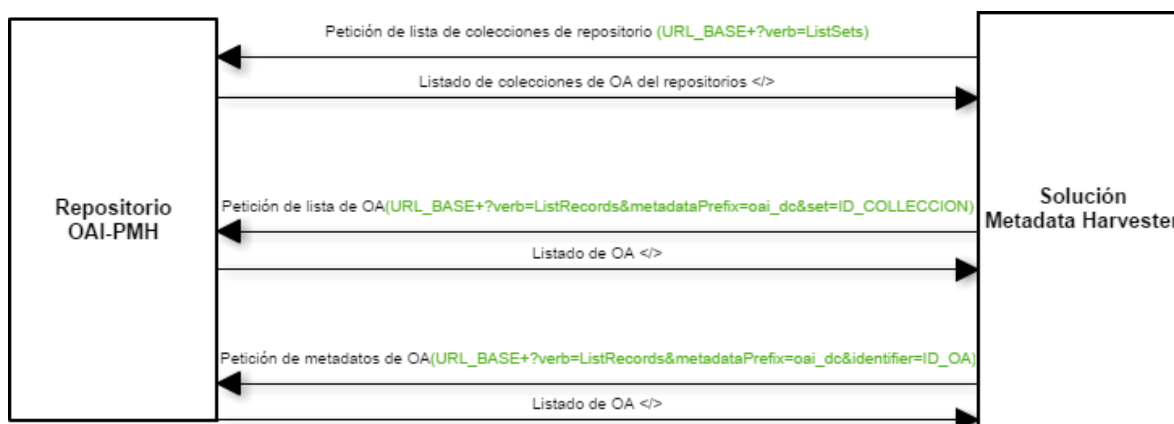 Petición de lista de colecciones de repositorio (URL_BASE+?verb=ListSets)
Listado de colecciones de OA del repositorios </>
Repositorio
OAI-PMH
Petición de lista de OA(URL_BASE+?verb=ListRecords&metadataPrefix=oai_dc&set=ID_COLLECCION)
Listado de OA </>
Solución
Metadata Harvester
Petición de metadatos de OA(URL_BASE+?verb=ListRecords&metadataPrefix=oai_dc&identifier=ID_OA)
Listado de OA </>